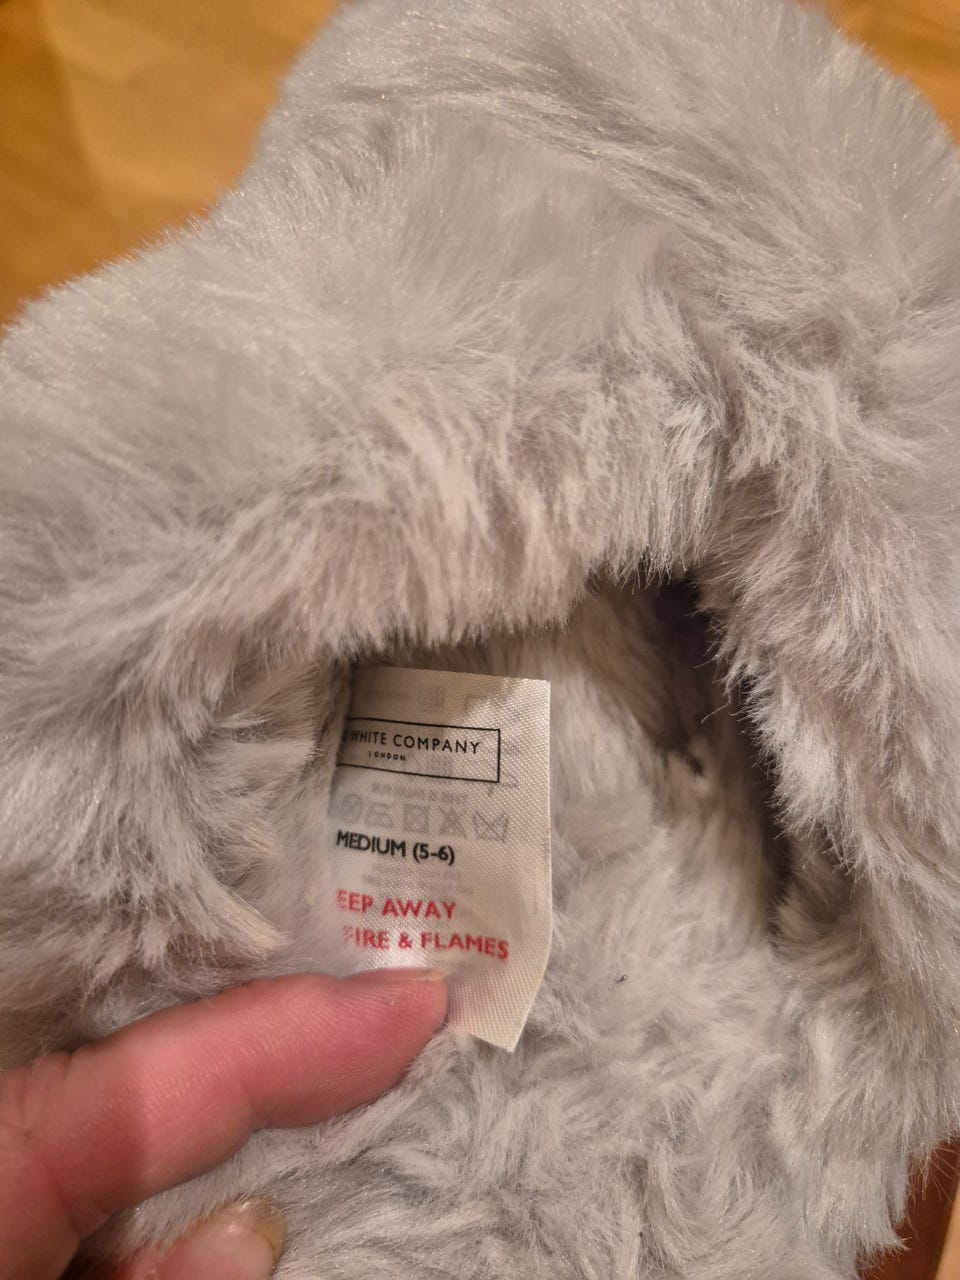 WHITE COMPANY
LONDON
MEDIUM (5-6)
EEP AWAY
FIRE & FLAMES